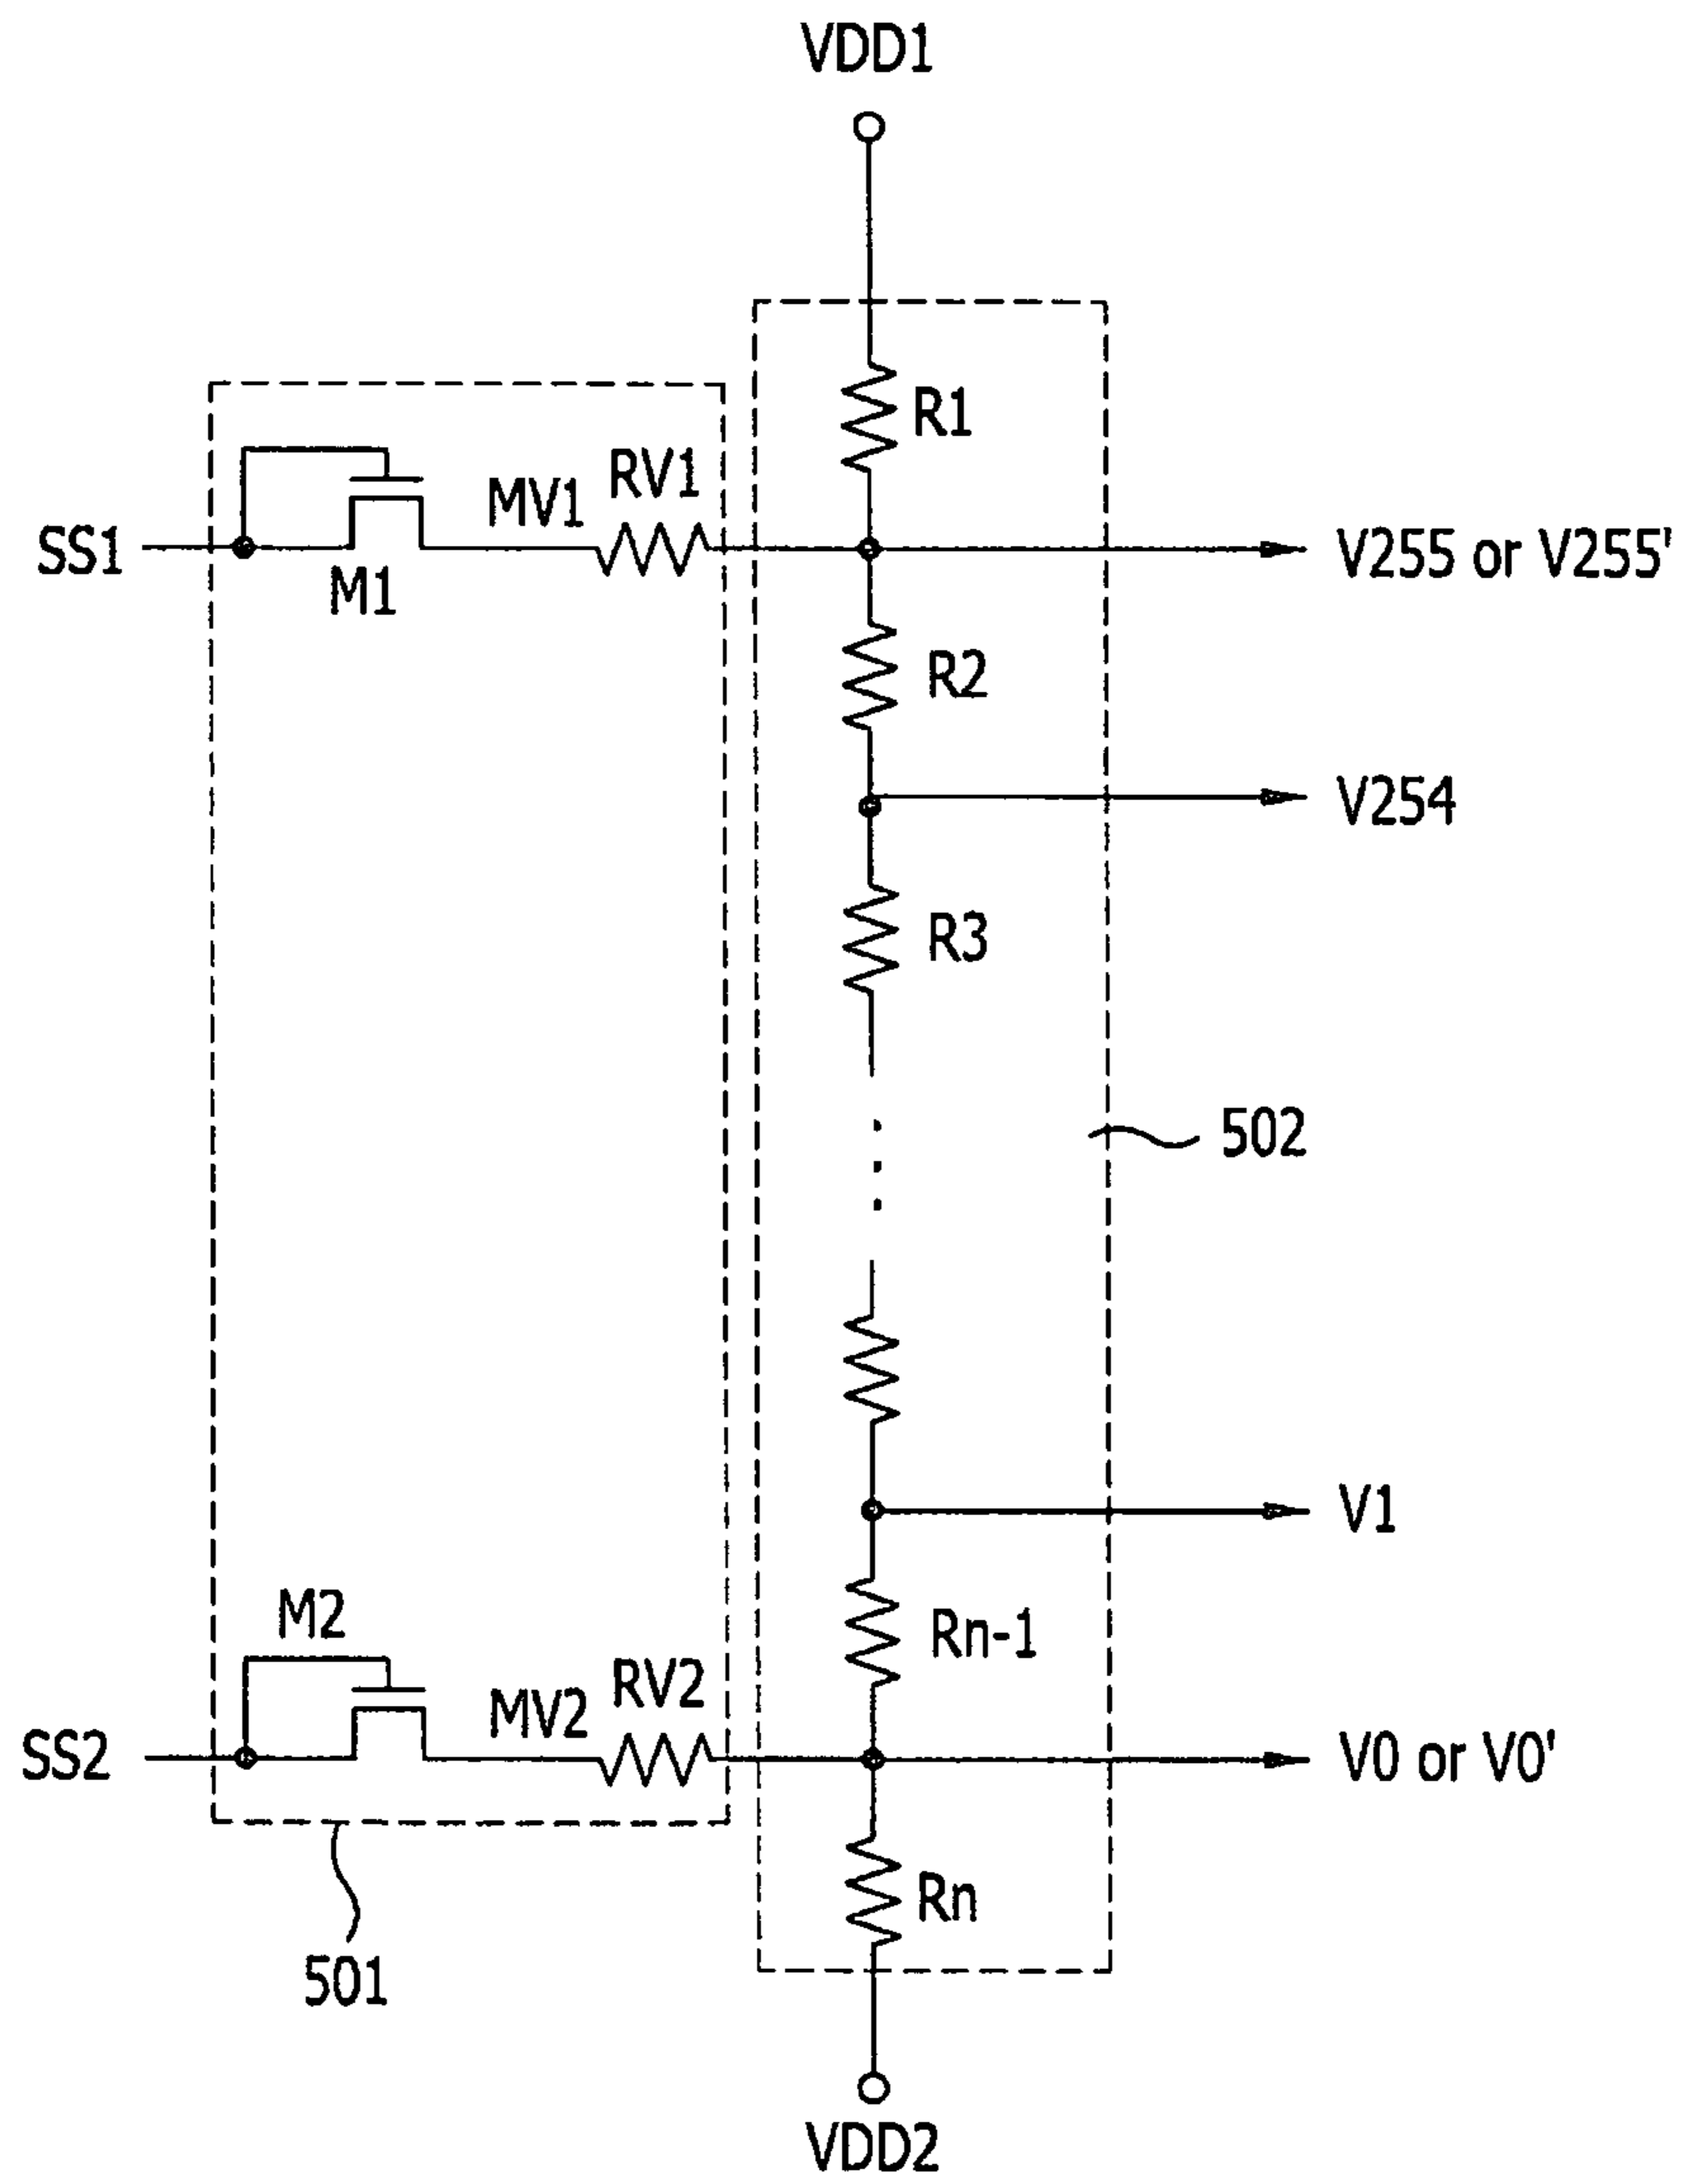 VDD1
R1
RV1
MV1
SS1
V255 or V255'
M1
R2
V254
R3
502
V1
M2
Rn-1
RV2
MV2
SS2
V0 or V0'
Rn
501
VDD2